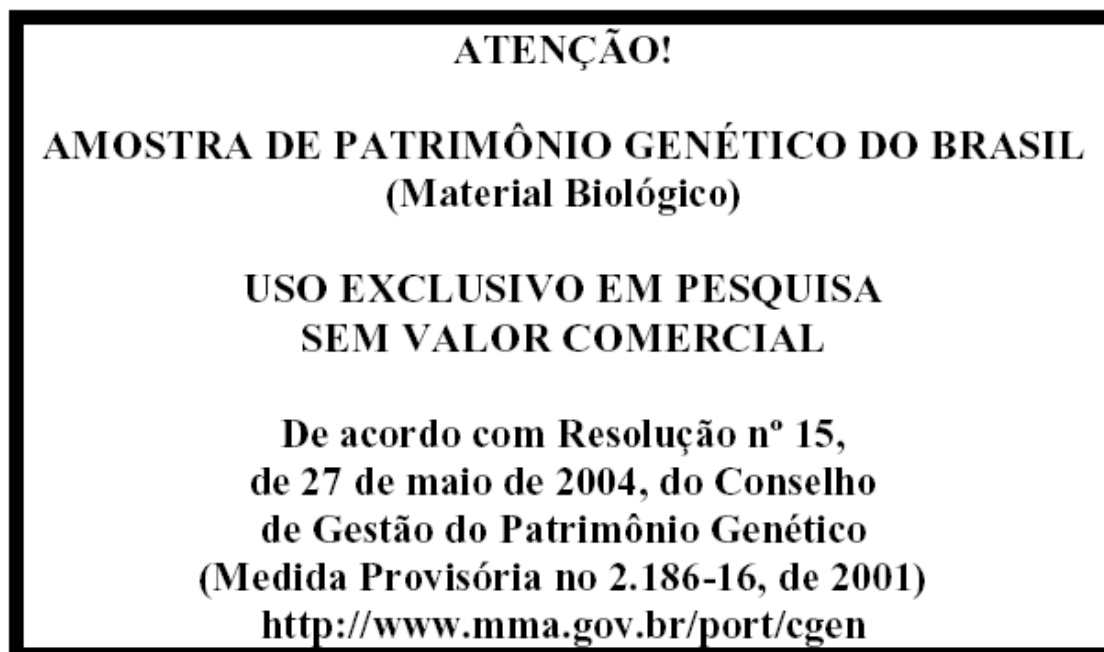 ATENÇÃO!
AMOSTRA DE PATRIMÔNIO GENÉTICO DO BRASIL
(Material Biológico)
USO EXCLUSIVO EM PESQUISA
SEM VALOR COMERCIAL
De acordo com Resolução nº 15,
de 27 de maio de 2004, do Conselho
de Gestão do Patrimônio Genético
(Medida Provisória no 2.186-16, de 2001)
http://www.mma.gov.br/port/cgen